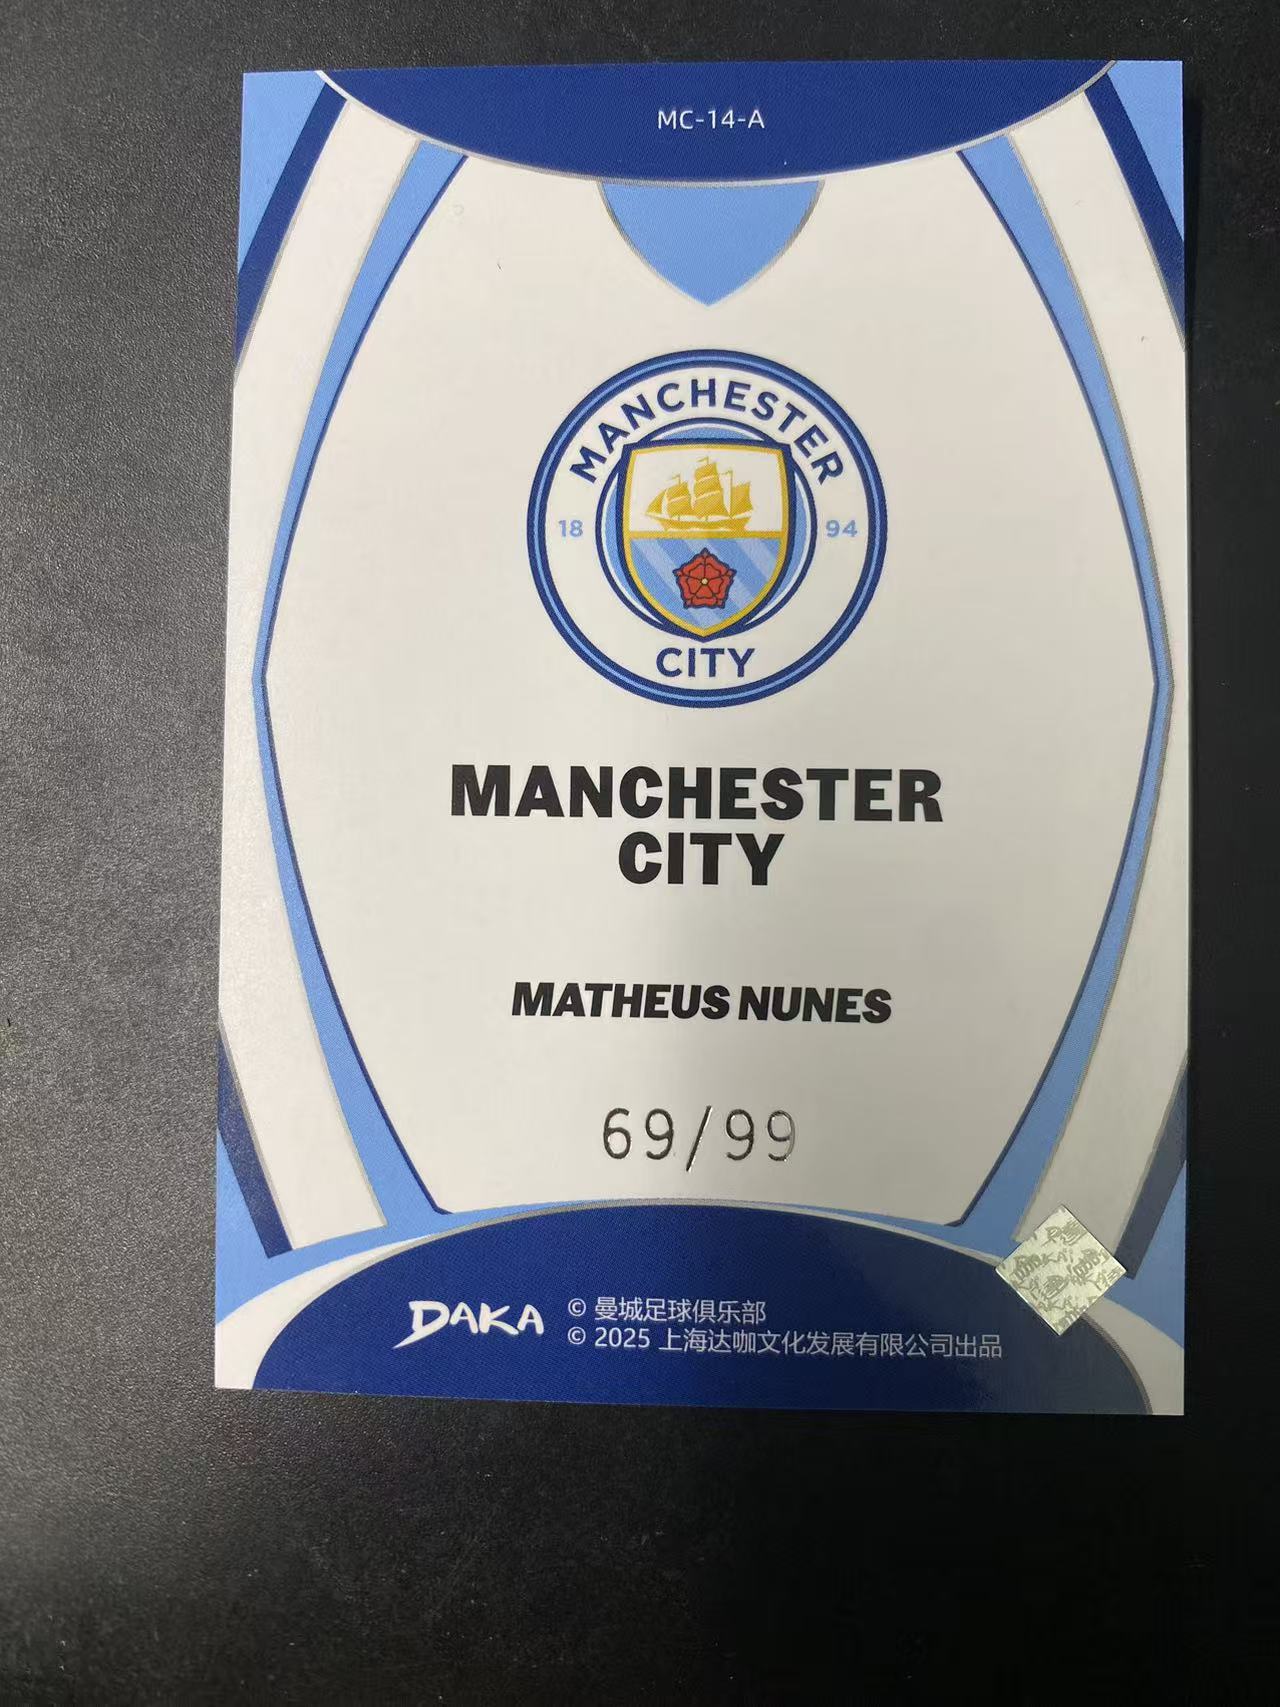 MC-14-A
MANCHESTER
18 94
CITY
MANCHESTER
CITY
MATHEUS NUNES
69/99
DAKA
© 曼城足球俱乐部
© 2025 上海达咖文化发展有限公司出品